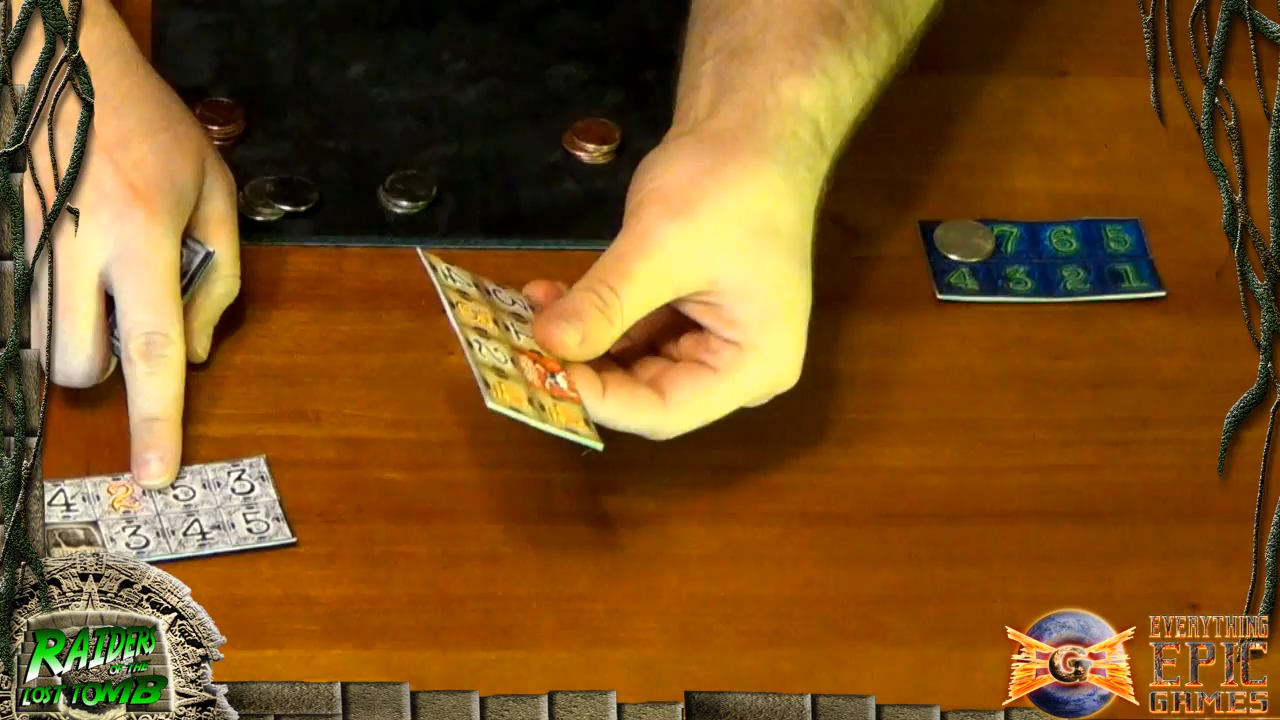 7 6 5
4 3 2 1
4 2 5 3
3 4 5
RAIDERS
OF THE
LOST TOMB
G
EVERYTHING
EPIC
GAMES